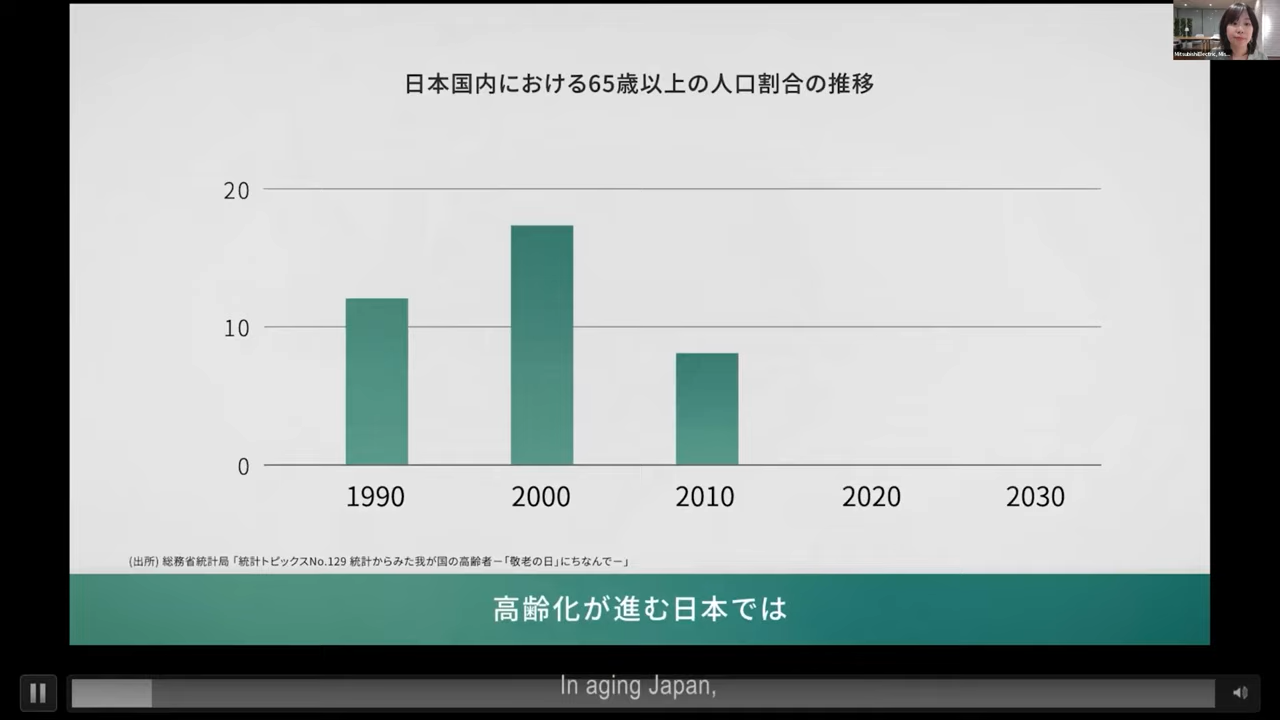 日本国内における65歳以上の人口割合の推移
20
10
0
1990 2000 2010 2020 2030
(出所) 総務省統計局 「統計トピックスNo.129 統計からみた我が国の高齢者－「敬老の日」にちなんで－」
高齢化が進む日本では
In aging Japan,